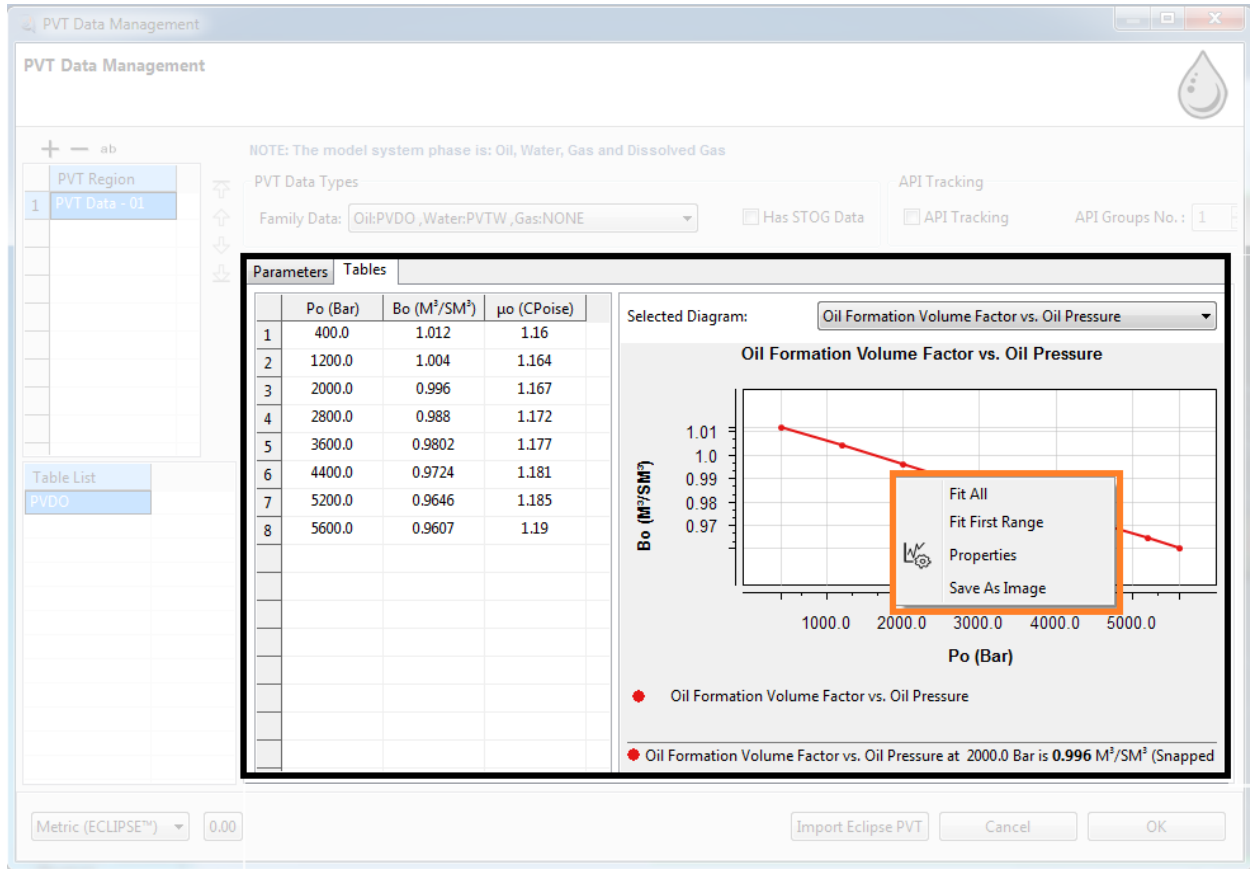 PVT Data Management
PVT Data Management
ab
NOTE: The model system phase is: Oil, Water, Gas and Dissolved Gas
PVT Region
1 PVT Data - 01
PVT Data Types
Family Data: Oil:PVDO ,Water:PVTW ,Gas:NONE
Has STOG Data
API Tracking
API Tracking
API Groups No. : 1
Table List
PVDO
Parameters Tables
Po (Bar) Bo (M³/SM³) µo (CPoise)
1 400.0 1.012 1.16
2 1200.0 1.004 1.164
3 2000.0 0.996 1.167
4 2800.0 0.988 1.172
5 3600.0 0.9802 1.177
6 4400.0 0.9724 1.181
7 5200.0 0.9646 1.185
8 5600.0 0.9607 1.19
Selected Diagram: Oil Formation Volume Factor vs. Oil Pressure
Oil Formation Volume Factor vs. Oil Pressure
Bo (M³/SM³)
1.01
1.0
0.99
0.98
0.97
Fit All
Fit First Range
Properties
Save As Image
1000.0 2000.0 3000.0 4000.0 5000.0
Po (Bar)
Oil Formation Volume Factor vs. Oil Pressure
Oil Formation Volume Factor vs. Oil Pressure at 2000.0 Bar is 0.996 M³/SM³ (Snapped
Metric (ECLIPSE™) 0.00
Import Eclipse PVT Cancel OK